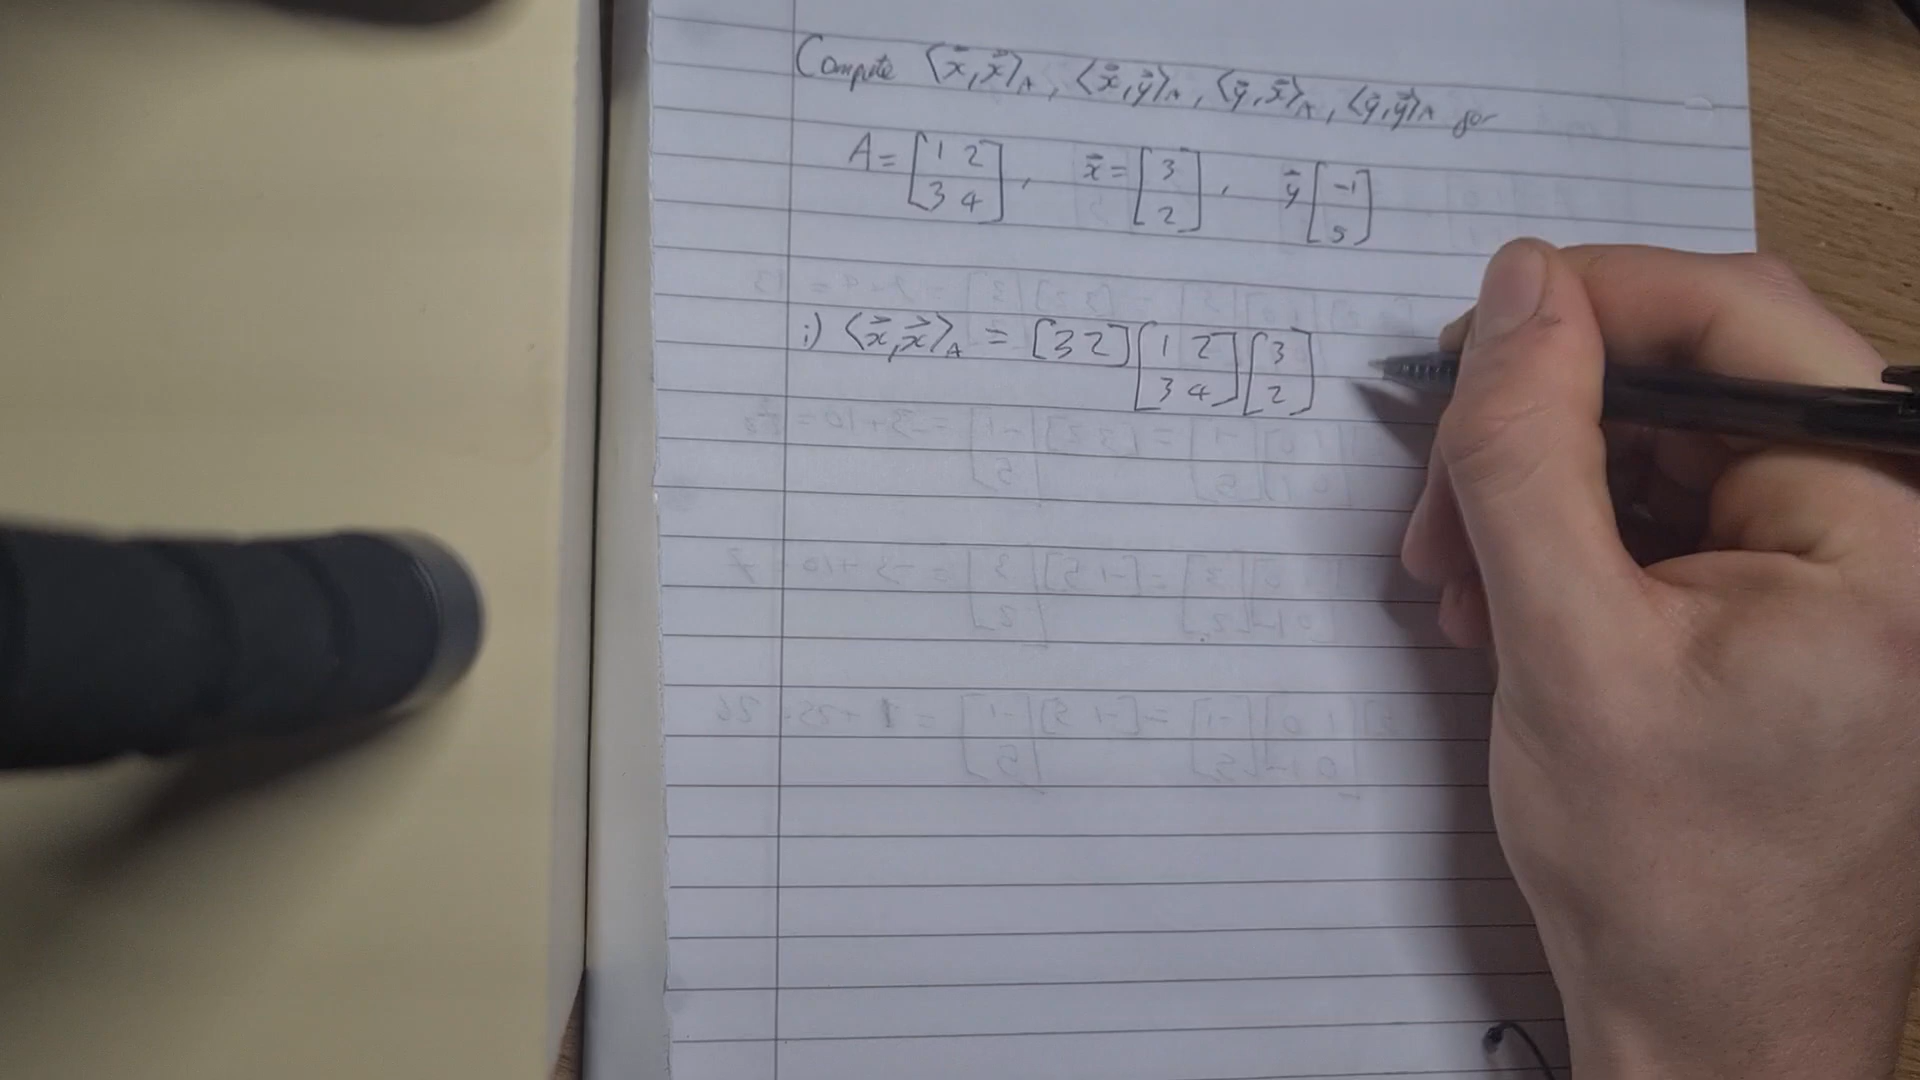 Compute ⟨x⃗,x⃗⟩_A, ⟨x⃗,y⃗⟩_A, ⟨y⃗,x⃗⟩_A, ⟨y⃗,y⃗⟩_A for
A = [1 2; 3 4], x⃗ = [3; 2], y⃗ [-1; 5]
i) ⟨x⃗,x⃗⟩_A = [3 2] [1 2; 3 4] [3; 2]